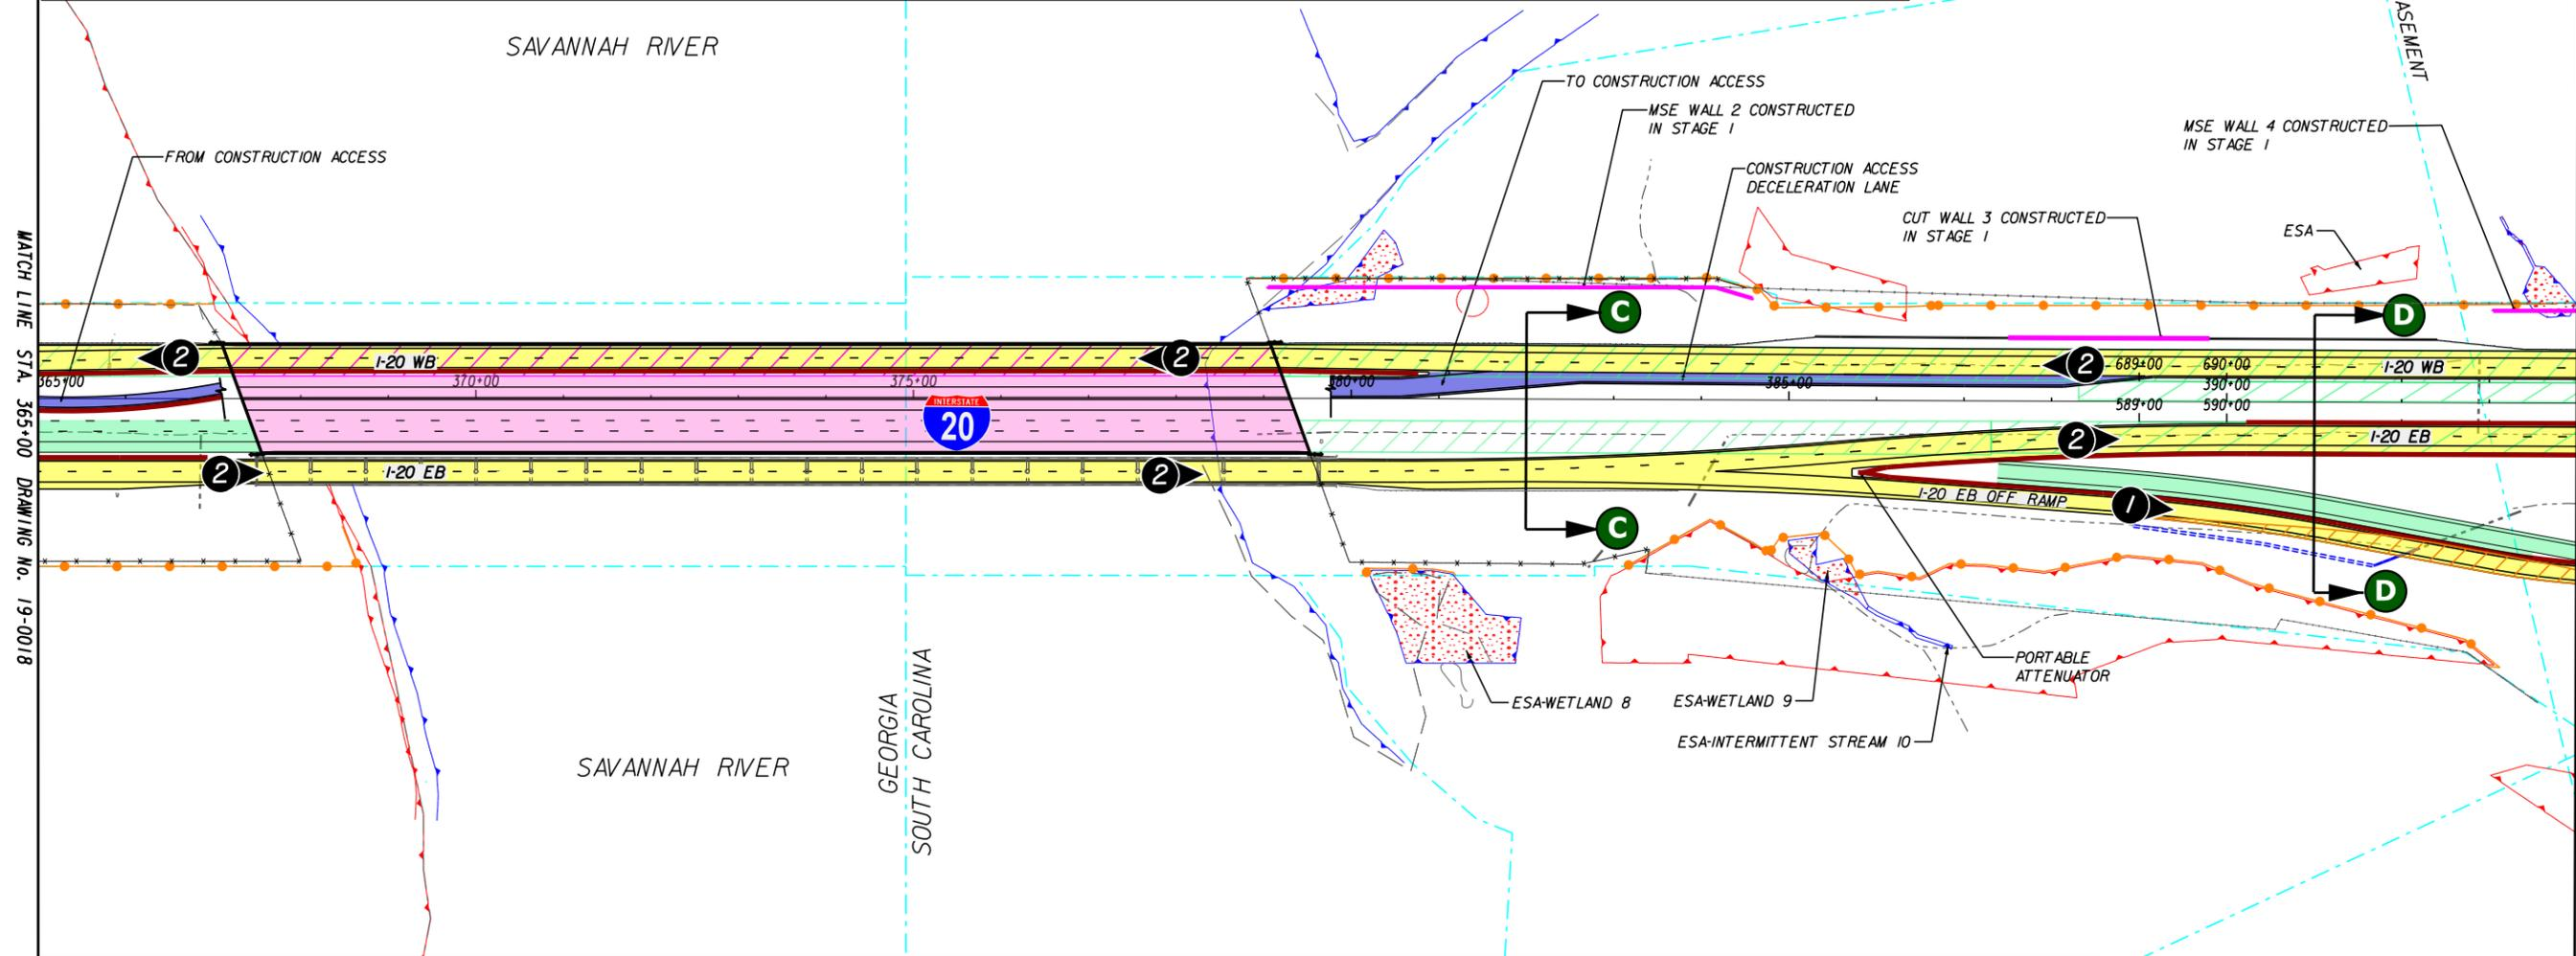 SAVANNAH RIVER
ASEMENT
TO CONSTRUCTION ACCESS
MSE WALL 2 CONSTRUCTED
IN STAGE 1
MSE WALL 4 CONSTRUCTED
IN STAGE 1
FROM CONSTRUCTION ACCESS
CONSTRUCTION ACCESS
DECELERATION LANE
CUT WALL 3 CONSTRUCTED
IN STAGE 1
ESA
MATCH LINE STA. 365+00 DRAWING No. 19-0018
C
D
2
I-20 WB
2
2
689+00
690+00
I-20 WB
365+00
370+00
375+00
380+00
385+00
390+00
589+00
590+00
INTERSTATE
20
2
I-20 EB
2
I-20 EB
2
I-20 EB OFF RAMP
1
C
D
PORTABLE
ATTENUATOR
ESA-WETLAND 8
ESA-WETLAND 9
ESA-INTERMITTENT STREAM 10
GEORGIA
SOUTH CAROLINA
SAVANNAH RIVER